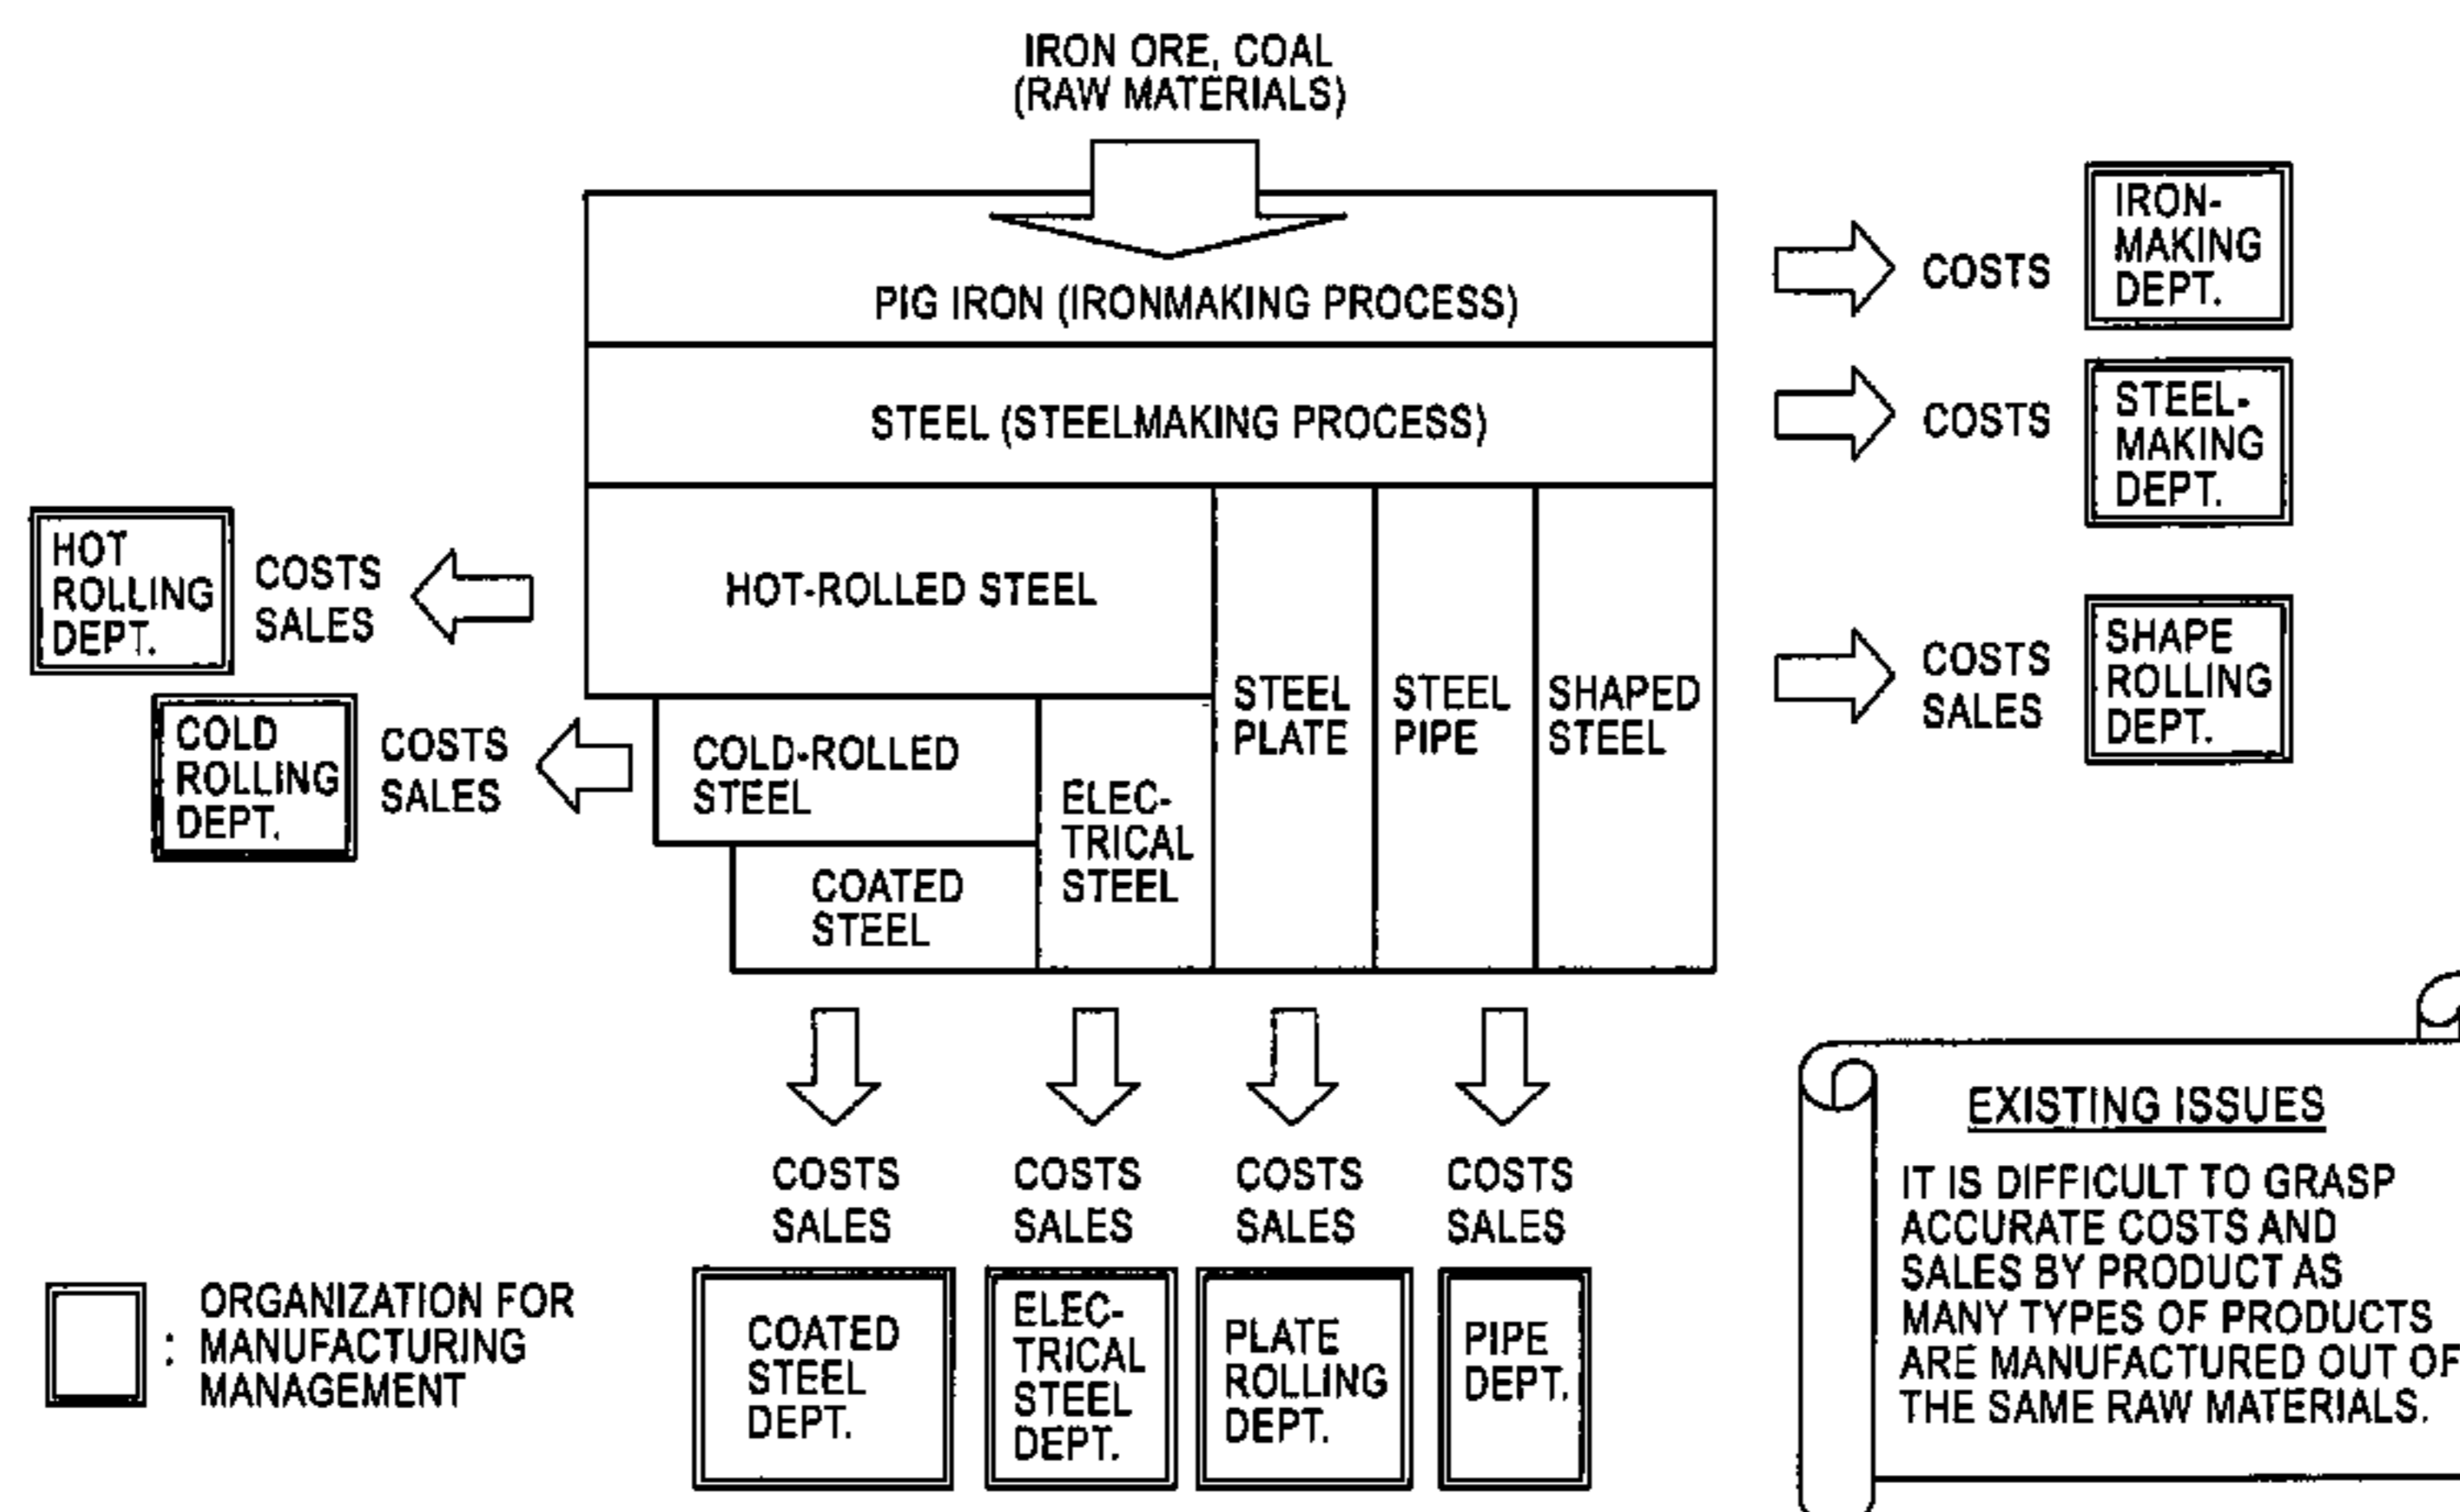 IRON ORE, COAL
(RAW MATERIALS)
PIG IRON (IRONMAKING PROCESS)
COSTS
IRON-
MAKING
DEPT.
STEEL (STEELMAKING PROCESS)
COSTS
STEEL-
MAKING
DEPT.
HOT
ROLLING
DEPT.
COSTS
SALES
HOT-ROLLED STEEL
COLD
ROLLING
DEPT.
COSTS
SALES
COLD-ROLLED
STEEL
COATED
STEEL
ELEC-
TRICAL
STEEL
STEEL
PLATE
STEEL
PIPE
SHAPED
STEEL
COSTS
SALES
SHAPE
ROLLING
DEPT.
COSTS
SALES
COATED
STEEL
DEPT.
COSTS
SALES
ELEC-
TRICAL
STEEL
DEPT.
COSTS
SALES
PLATE
ROLLING
DEPT.
COSTS
SALES
PIPE
DEPT.
: ORGANIZATION FOR
MANUFACTURING
MANAGEMENT
EXISTING ISSUES
IT IS DIFFICULT TO GRASP
ACCURATE COSTS AND
SALES BY PRODUCT AS
MANY TYPES OF PRODUCTS
ARE MANUFACTURED OUT OF
THE SAME RAW MATERIALS.